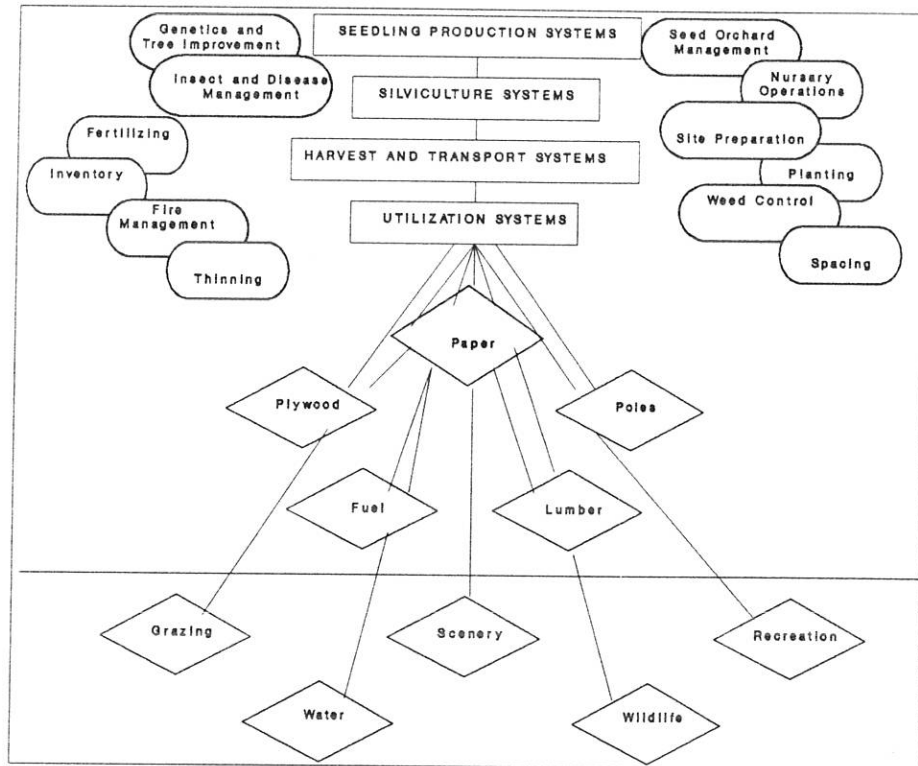 Genetics and
Tree Improvement
SEEDLING PRODUCTION SYSTEMS
Seed Orchard
Management
Insect and Disease
Management
SILVICULTURE SYSTEMS
Nursary
Operations
Fertilizing
Site Preparation
HARVEST AND TRANSPORT SYSTEMS
Inventory
Planting
Fire
Management
UTILIZATION SYSTEMS
Weed Control
Thinning
Spacing
Paper
Plywood
Poles
Fuel
Lumber
Grazing
Scenery
Recreation
Water
Wildlife